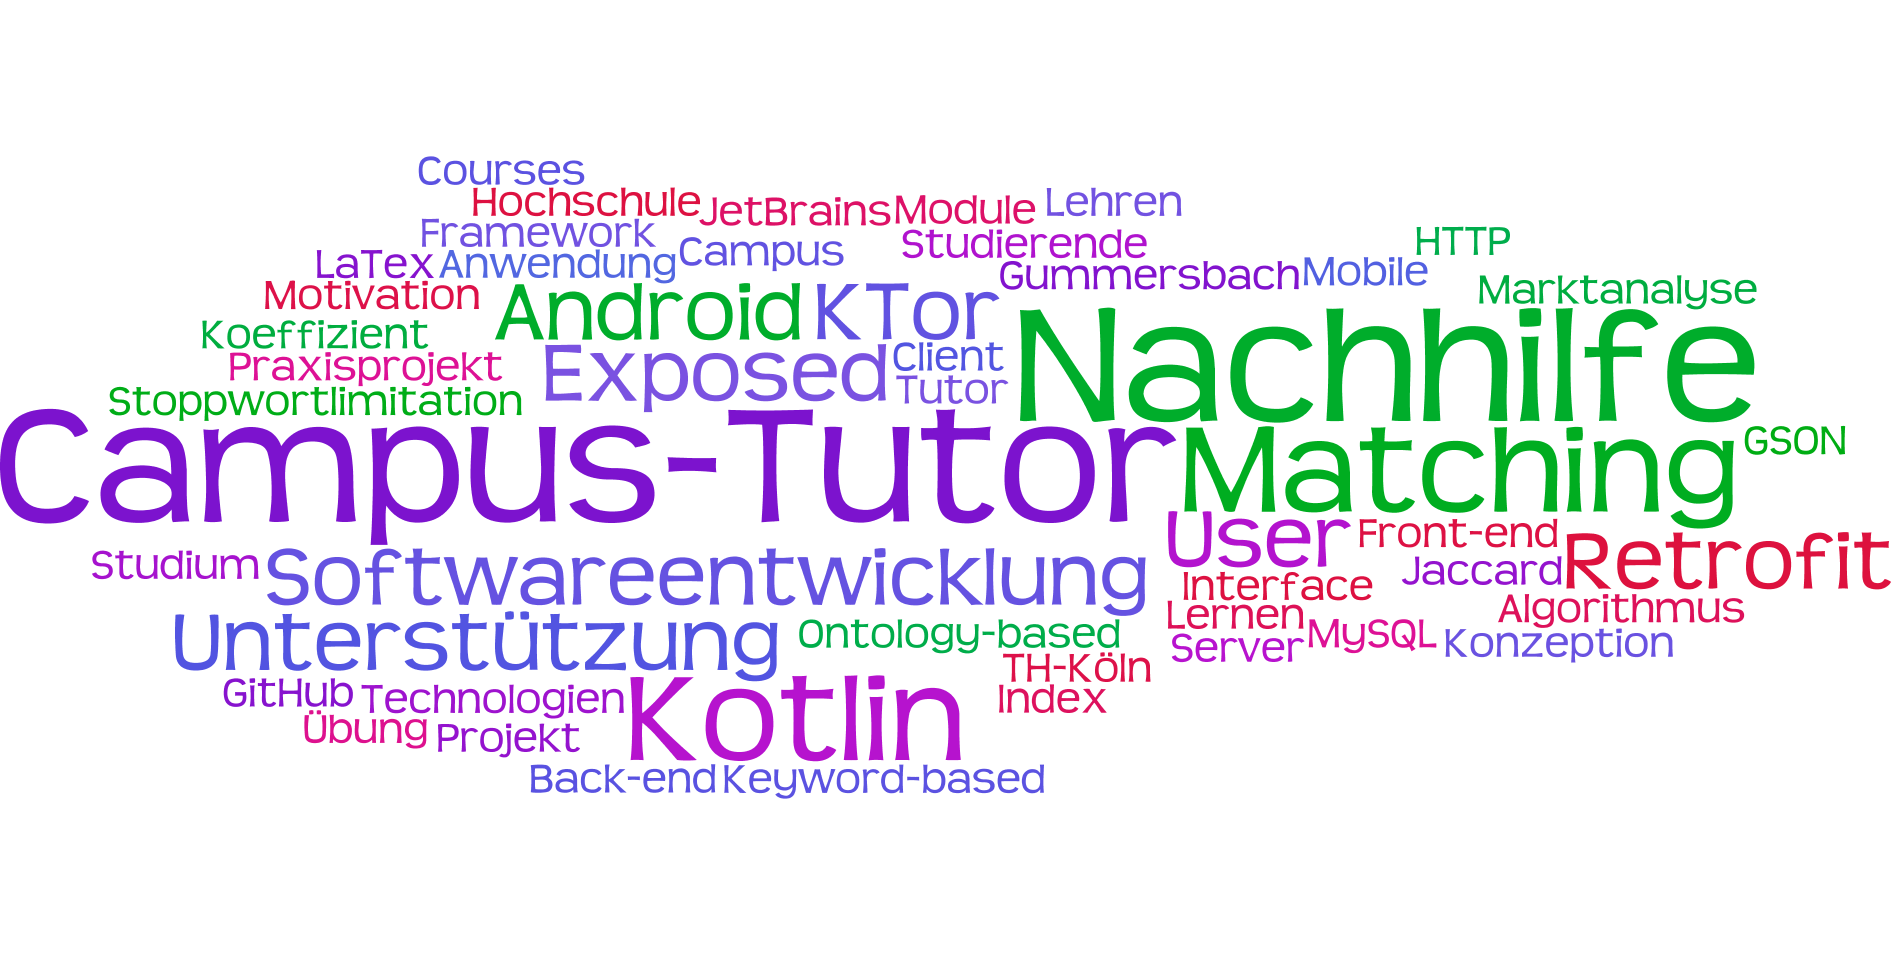 Courses
Hochschule JetBrains Module Lehren
Framework Campus Studierende HTTP
LaTex Anwendung Gummersbach Mobile
Motivation Android KTor Nachhilfe Marktanalyse
Koeffizient
Praxisprojekt Exposed Client
Tutor
Stoppwortlimitation
Campus-Tutor Matching GSON
User Front-end Retrofit
Studium Softwareentwicklung Interface Jaccard
Lernen Algorithmus
Unterstützung Ontology-based Server MySQL Konzeption
TH-Köln
GitHub Technologien Kotlin Index
Übung Projekt
Back-end Keyword-based